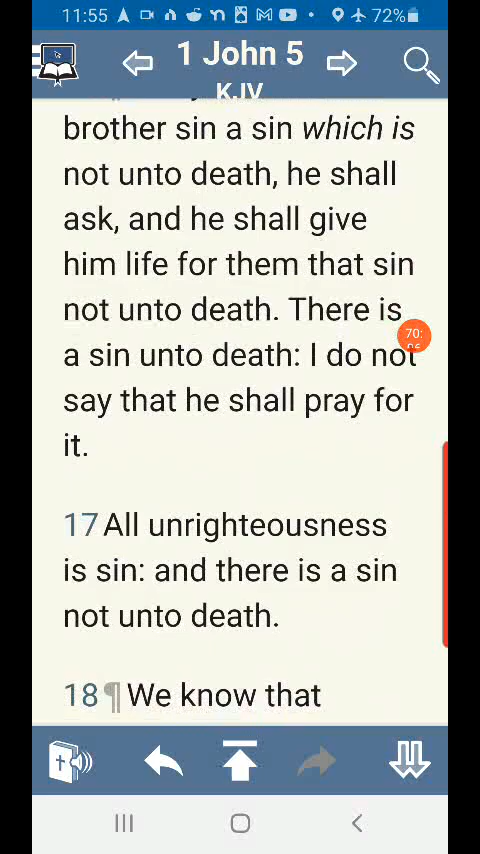 11:55 72%
1 John 5
KJV
brother sin a sin which is
not unto death, he shall
ask, and he shall give
him life for them that sin
not unto death. There is
a sin unto death: I do not
say that he shall pray for
it.
70:
17 All unrighteousness
is sin: and there is a sin
not unto death.
18 ¶ We know that